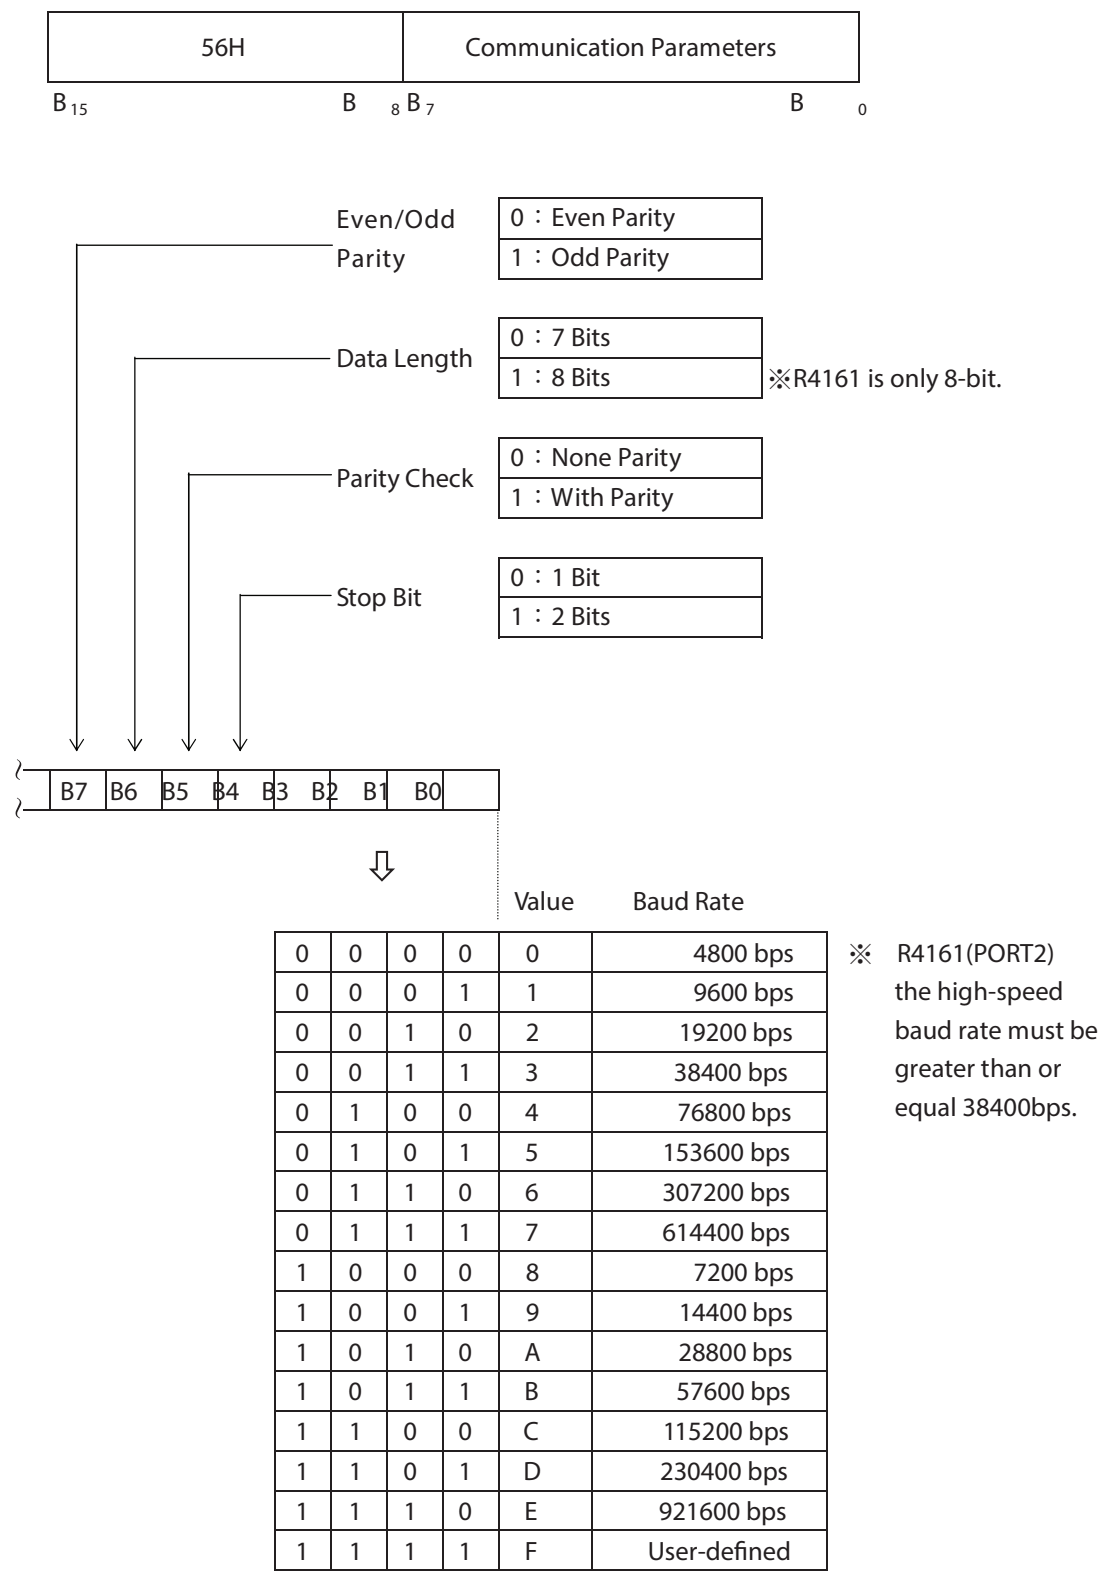 56H Communication Parameters
B 15 B 8 B 7 B 0
Even/Odd Parity
0：Even Parity
1：Odd Parity
Data Length
0：7 Bits
1：8 Bits ※R4161 is only 8-bit.
Parity Check
0：None Parity
1：With Parity
Stop Bit
0：1 Bit
1：2 Bits
B7 B6 B5 B4 B3 B2 B1 B0
Value Baud Rate
0 0 0 0 0 4800 bps
0 0 0 1 1 9600 bps
0 0 1 0 2 19200 bps
0 0 1 1 3 38400 bps
0 1 0 0 4 76800 bps
0 1 0 1 5 153600 bps
0 1 1 0 6 307200 bps
0 1 1 1 7 614400 bps
1 0 0 0 8 7200 bps
1 0 0 1 9 14400 bps
1 0 1 0 A 28800 bps
1 0 1 1 B 57600 bps
1 1 0 0 C 115200 bps
1 1 0 1 D 230400 bps
1 1 1 0 E 921600 bps
1 1 1 1 F User-defined
※ R4161(PORT2)
the high-speed
baud rate must be
greater than or
equal 38400bps.